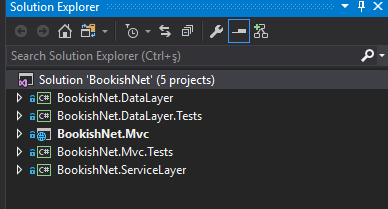 Solution Explorer
Search Solution Explorer (Ctrl+ş)
Solution 'BookishNet' (5 projects)
C# BookishNet.DataLayer
C# BookishNet.DataLayer.Tests
BookishNet.Mvc
C# BookishNet.Mvc.Tests
C# BookishNet.ServiceLayer